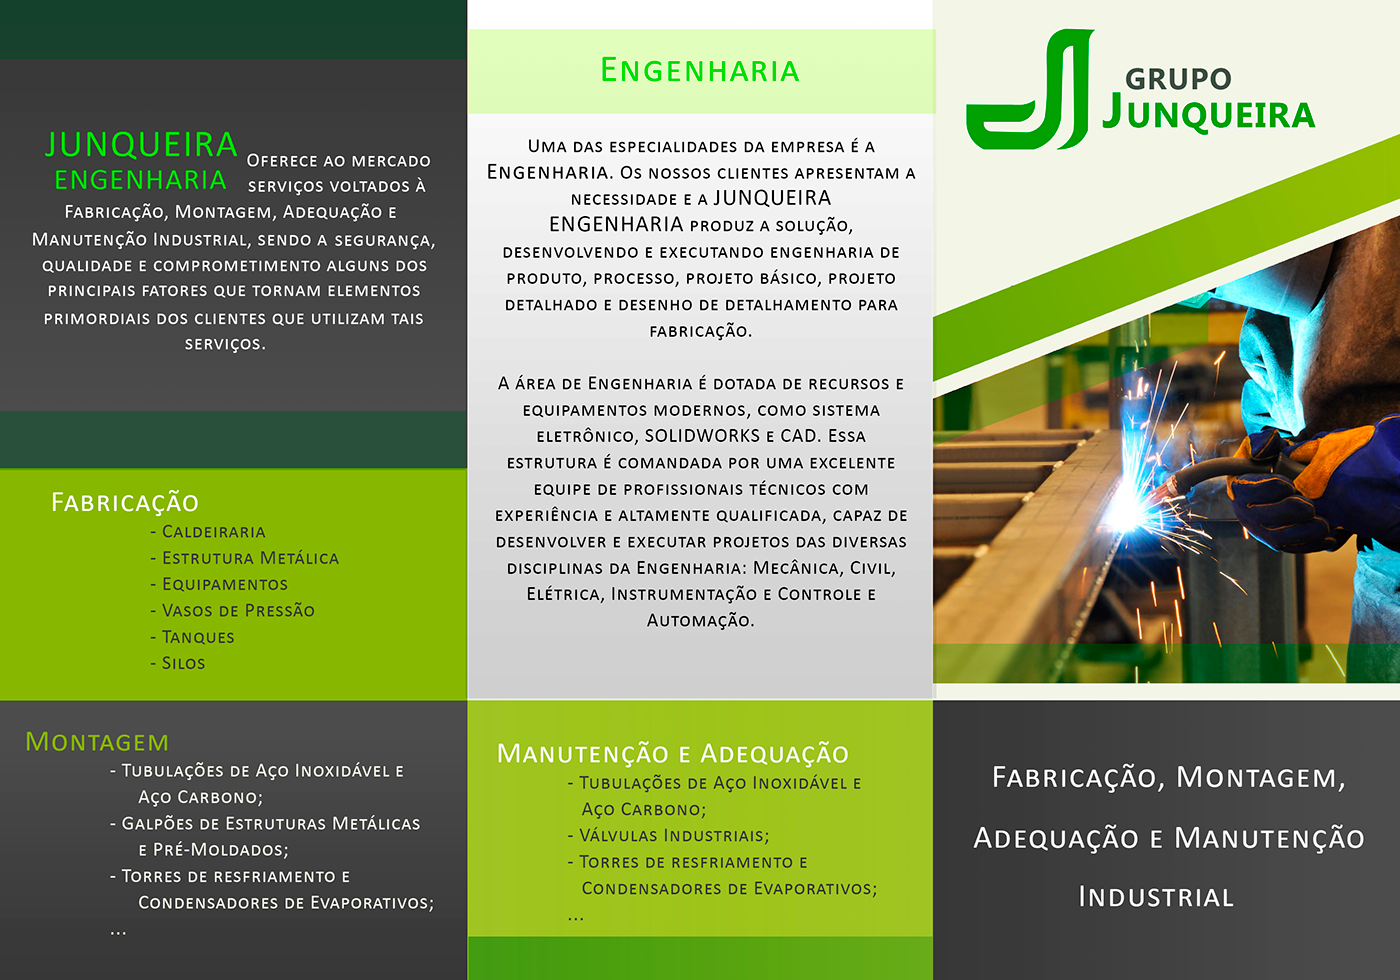 JUNQUEIRA
ENGENHARIA
Oferece ao mercado
serviços voltados à
Fabricação, Montagem, Adequação e
Manutenção Industrial, sendo a segurança,
qualidade e comprometimento alguns dos
principais fatores que tornam elementos
primordiais dos clientes que utilizam tais
serviços.
Fabricação
- Caldeiraria
- Estrutura Metálica
- Equipamentos
- Vasos de Pressão
- Tanques
- Silos
Montagem
- Tubulações de Aço Inoxidável e
Aço Carbono;
- Galpões de Estruturas Metálicas
e Pré-Moldados;
- Torres de resfriamento e
Condensadores de Evaporativos;
...
Engenharia
Uma das especialidades da empresa é a
Engenharia. Os nossos clientes apresentam a
necessidade e a JUNQUEIRA
ENGENHARIA produz a solução,
desenvolvendo e executando engenharia de
produto, processo, projeto básico, projeto
detalhado e desenho de detalhamento para
fabricação.
A área de Engenharia é dotada de recursos e
equipamentos modernos, como sistema
eletrônico, SOLIDWORKS e CAD. Essa
estrutura é comandada por uma excelente
equipe de profissionais técnicos com
experiência e altamente qualificada, capaz de
desenvolver e executar projetos das diversas
disciplinas da Engenharia: Mecânica, Civil,
Elétrica, Instrumentação e Controle e
Automação.
Manutenção e Adequação
- Tubulações de Aço Inoxidável e
Aço Carbono;
- Válvulas Industriais;
- Torres de resfriamento e
Condensadores de Evaporativos;
...
GRUPO
JUNQUEIRA
Fabricação, Montagem,
Adequação e Manutenção
Industrial